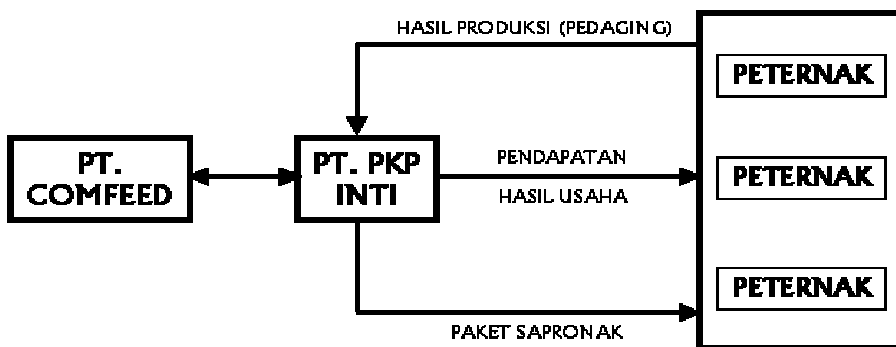 HASIL PRODUKSI (PEDAGING)
PETERNAK
PT.
COMFEED
PT. PKP
INTI
PENDAPATAN
HASIL USAHA
PETERNAK
PETERNAK
PAKET SAPRONAK